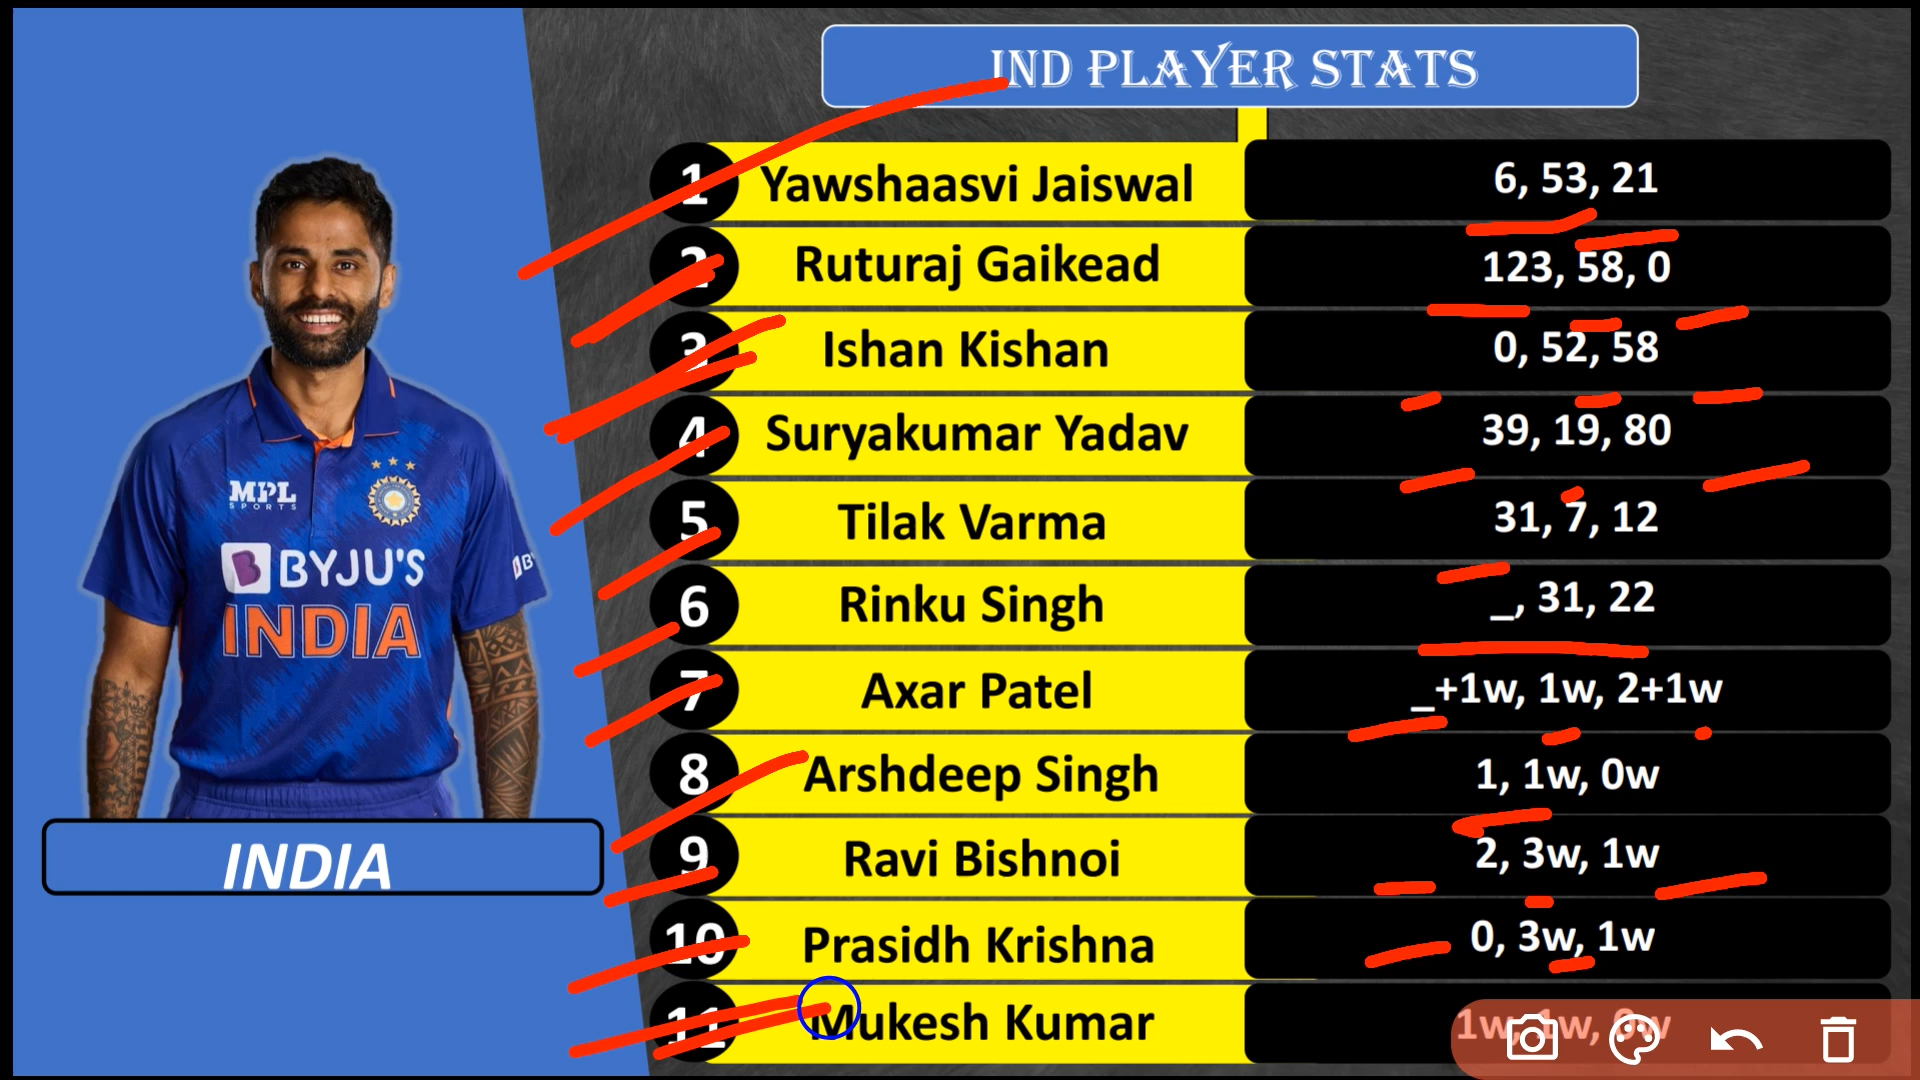 IND PLAYER STATS
1 Yawshaasvi Jaiswal 6, 53, 21
2 Ruturaj Gaikead 123, 58, 0
3 Ishan Kishan 0, 52, 58
4 Suryakumar Yadav 39, 19, 80
5 Tilak Varma 31, 7, 12
6 Rinku Singh _, 31, 22
7 Axar Patel _+1w, 1w, 2+1w
8 Arshdeep Singh 1, 1w, 0w
9 Ravi Bishnoi 2, 3w, 1w
10 Prasidh Krishna 0, 3w, 1w
11 Mukesh Kumar 1w, 1w, 0w
MPL
SPORTS
BYJU'S
INDIA
INDIA